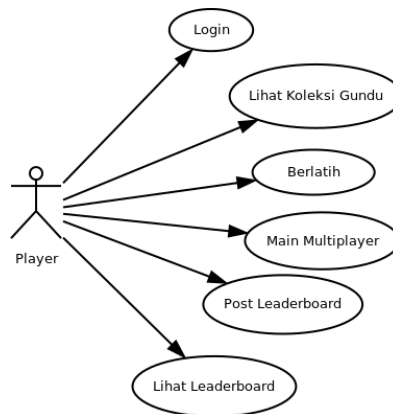 Login
Lihat Koleksi Gundu
Berlatih
Main Multiplayer
Player
Post Leaderboard
Lihat Leaderboard